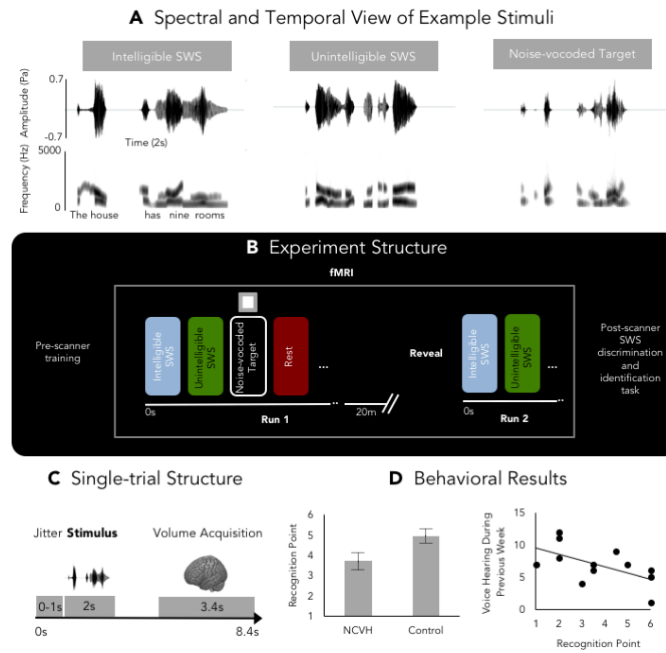 A Spectral and Temporal View of Example Stimuli
Intelligible SWS
Unintelligible SWS
Noise-vocoded Target
Amplitude (Pa)
0.7
-0.7
Time (2s)
Frequency (Hz)
5000
0
The house has nine rooms
B Experiment Structure
fMRI
Pre-scanner
training
Intelligible
SWS
Unintelligible
SWS
Noise-vocoded
Target
Rest
...
Reveal
Intelligible
SWS
Unintelligible
SWS
...
Post-scanner
SWS
discrimination
and
identification
task
0s
..
20m
Run 1
0s
..
Run 2
C Single-trial Structure
Jitter Stimulus
Volume Acquisition
0-1s
2s
3.4s
0s
8.4s
D Behavioral Results
Recognition Point
6
5
4
3
2
1
NCVH
Control
Voice Hearing During
Previous Week
15
10
5
0
1 2 3 4 5 6
Recognition Point